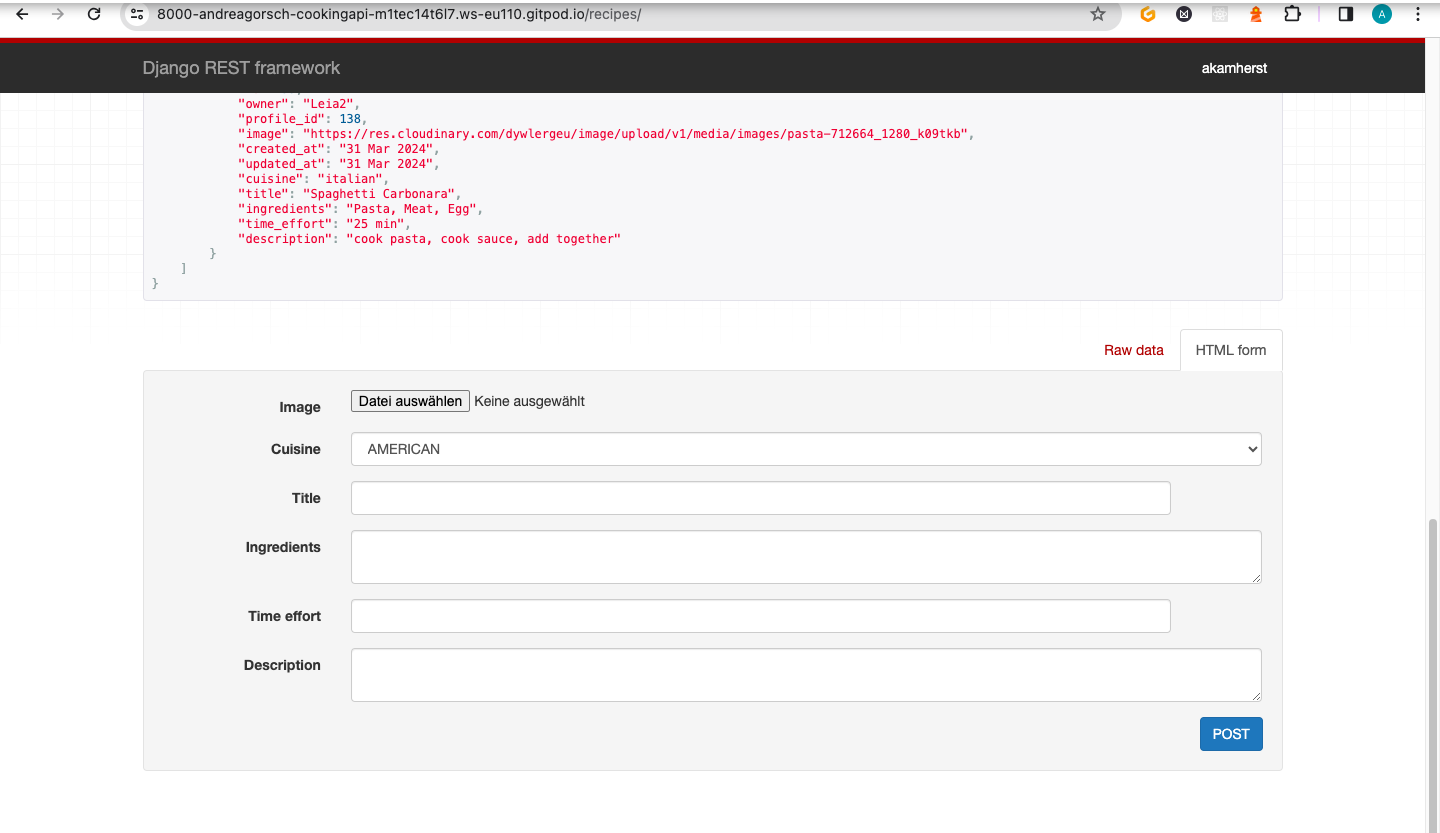 8000-andreagorsch-cookingapi-m1tec14t6l7.ws-eu110.gitpod.io/recipes/
A
Django REST framework
akamherst
"owner": "Leia2",
"profile_id": 138,
"image": "https://res.cloudinary.com/dywlergeu/image/upload/v1/media/images/pasta-712664_1280_k09tkb",
"created_at": "31 Mar 2024",
"updated_at": "31 Mar 2024",
"cuisine": "italian",
"title": "Spaghetti Carbonara",
"ingredients": "Pasta, Meat, Egg",
"time_effort": "25 min",
"description": "cook pasta, cook sauce, add together"
}
]
}
Raw data
HTML form
Image
Datei auswählen Keine ausgewählt
Cuisine
AMERICAN
Title
Ingredients
Time effort
Description
POST